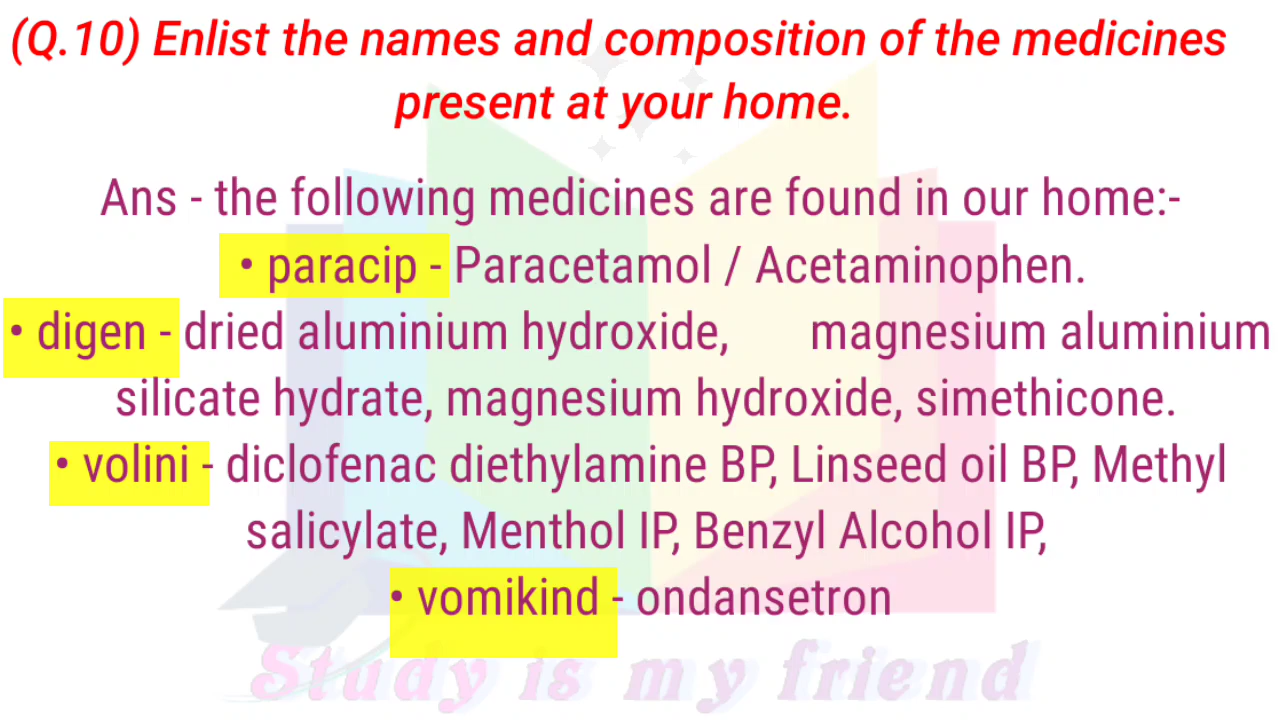 (Q.10) Enlist the names and composition of the medicines
present at your home.
Ans - the following medicines are found in our home:-
• paracip - Paracetamol / Acetaminophen.
• digen - dried aluminium hydroxide, magnesium aluminium
silicate hydrate, magnesium hydroxide, simethicone.
• volini - diclofenac diethylamine BP, Linseed oil BP, Methyl
salicylate, Menthol IP, Benzyl Alcohol IP,
• vomikind - ondansetron
Study is my friend